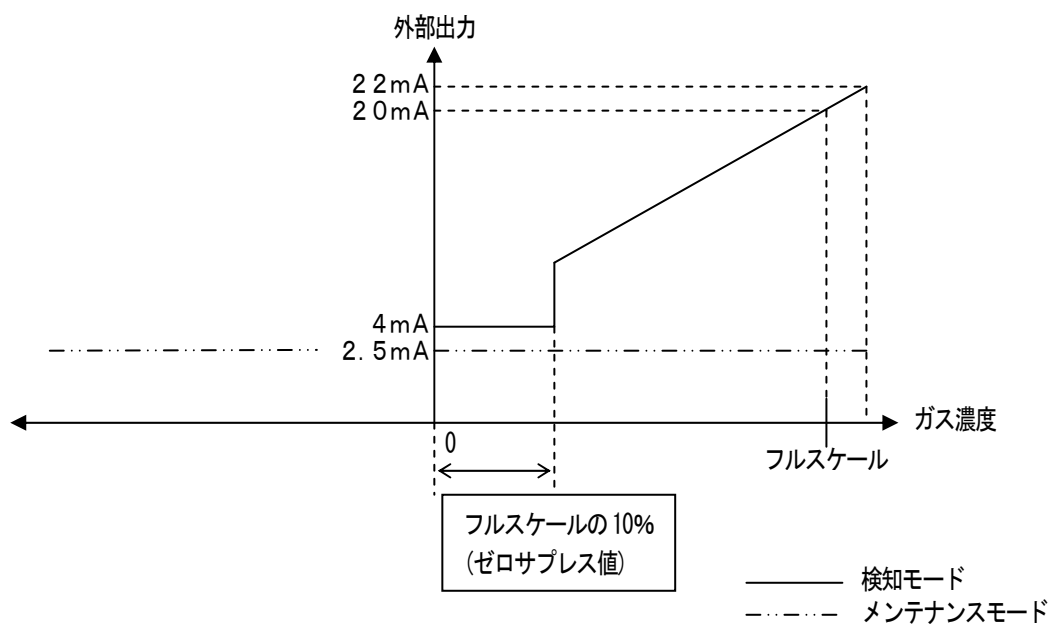 外部出力
22mA
20mA
4mA
2.5mA
ガス濃度
0
フルスケール
フルスケールの10%
(ゼロサプレス値)
検知モード
メンテナンスモード